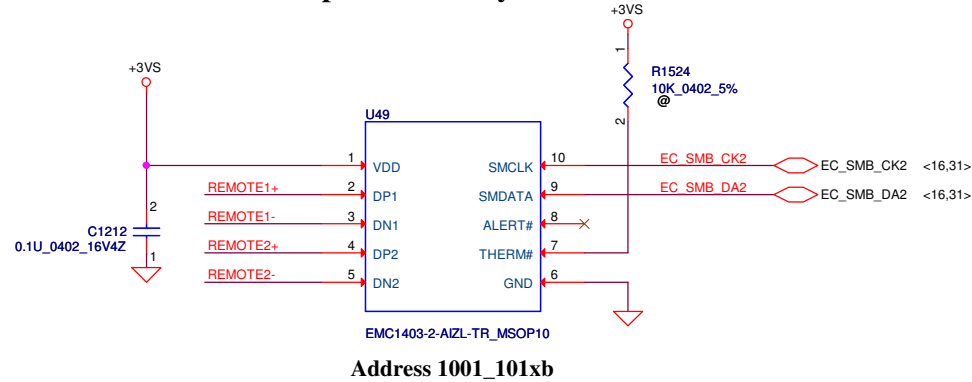 +3VS
1
R1524
10K_0402_5%
@
2
+3VS
U49
1 VDD
SMCLK 10
EC_SMB_CK2
EC_SMB_CK2 <16,31>
REMOTE1+
2 DP1
SMDATA 9
EC_SMB_DA2
EC_SMB_DA2 <16,31>
REMOTE1-
3 DN1
ALERT# 8
REMOTE2+
4 DP2
THERM# 7
REMOTE2-
5 DN2
GND 6
2
C1212
0.1U_0402_16V4Z
1
EMC1403-2-AIZL-TR_MSOP10
Address 1001_101xb